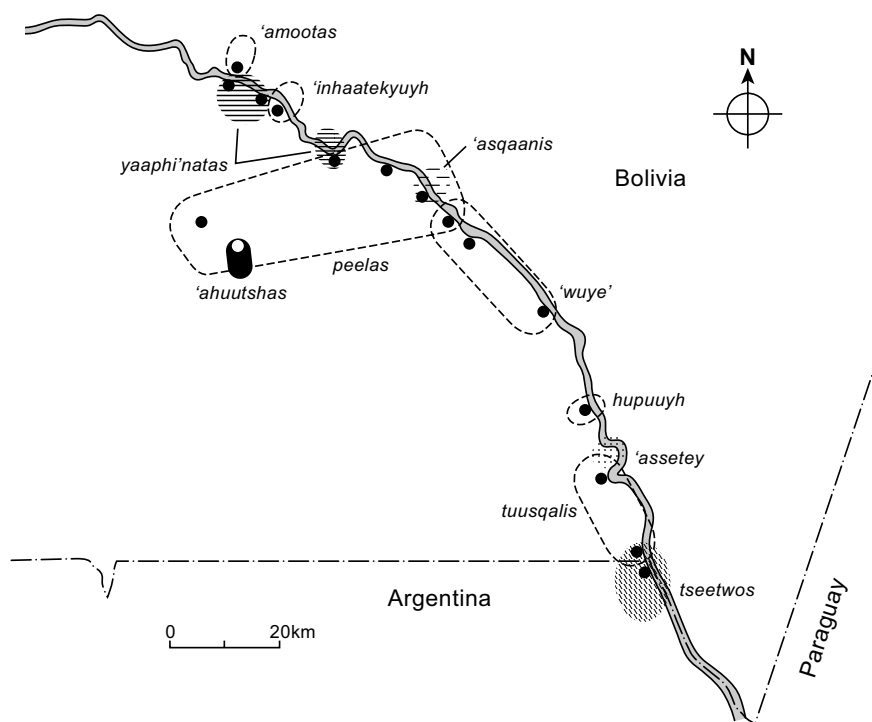 ‘amootas
N
‘inhaatekyuyh
yaaphi’natas
‘asqaanis
Bolivia
peelas
‘ahuutshas
‘wuye’
hupuuyh
‘assetey
tuusqalis
tseetwos
Argentina
Paraguay
0 20km